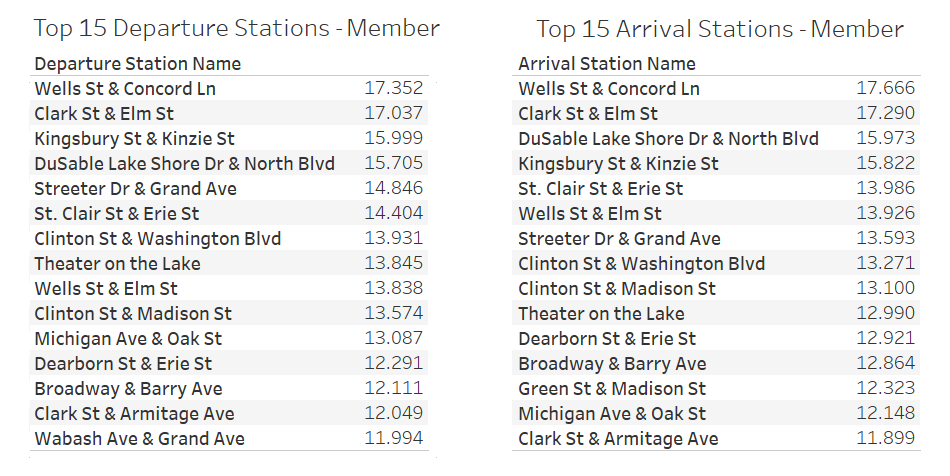 Top 15 Departure Stations - Member
Departure Station Name
Wells St & Concord Ln 17.352
Clark St & Elm St 17.037
Kingsbury St & Kinzie St 15.999
DuSable Lake Shore Dr & North Blvd 15.705
Streeter Dr & Grand Ave 14.846
St. Clair St & Erie St 14.404
Clinton St & Washington Blvd 13.931
Theater on the Lake 13.845
Wells St & Elm St 13.838
Clinton St & Madison St 13.574
Michigan Ave & Oak St 13.087
Dearborn St & Erie St 12.291
Broadway & Barry Ave 12.111
Clark St & Armitage Ave 12.049
Wabash Ave & Grand Ave 11.994
Top 15 Arrival Stations - Member
Arrival Station Name
Wells St & Concord Ln 17.666
Clark St & Elm St 17.290
DuSable Lake Shore Dr & North Blvd 15.973
Kingsbury St & Kinzie St 15.822
St. Clair St & Erie St 13.986
Wells St & Elm St 13.926
Streeter Dr & Grand Ave 13.593
Clinton St & Washington Blvd 13.271
Clinton St & Madison St 13.100
Theater on the Lake 12.990
Dearborn St & Erie St 12.921
Broadway & Barry Ave 12.864
Green St & Madison St 12.323
Michigan Ave & Oak St 12.148
Clark St & Armitage Ave 11.899